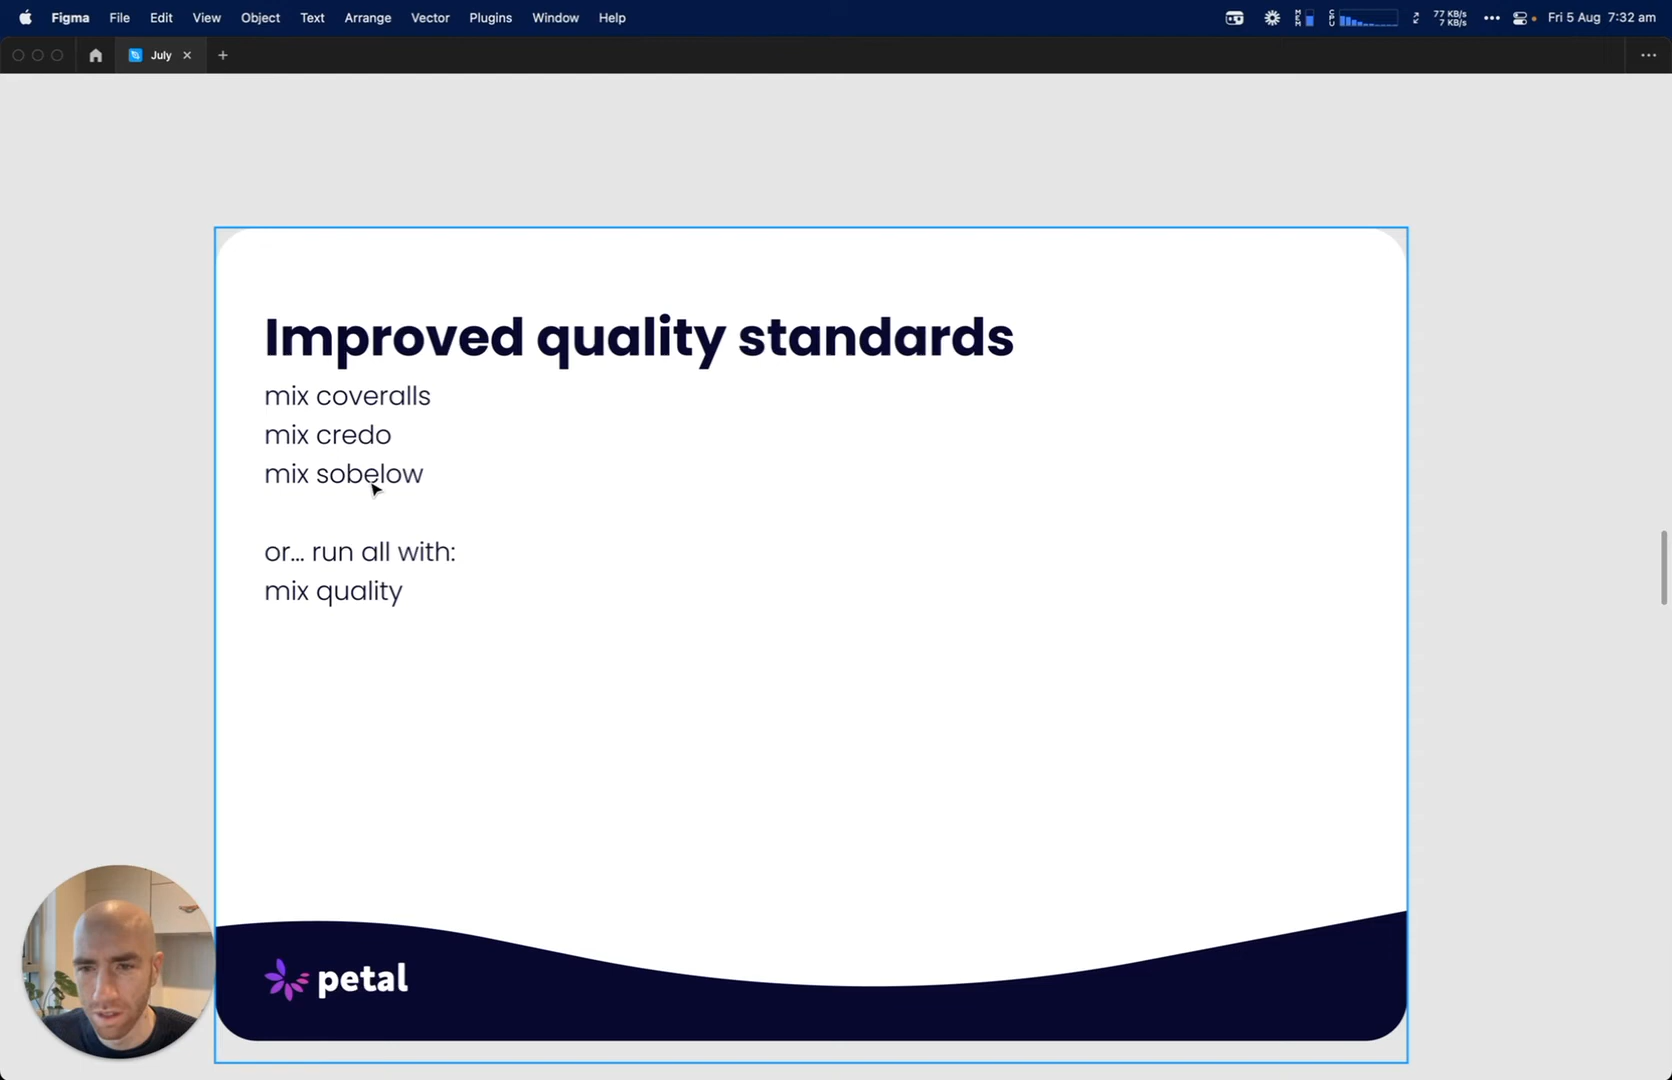 Figma File Edit View Object Text Arrange Vector Plugins Window Help
MEM CPU 77 KB/s 7 KB/s Fri 5 Aug 7:32 am
July
Improved quality standards
mix coveralls
mix credo
mix sobelow
or... run all with:
mix quality
petal